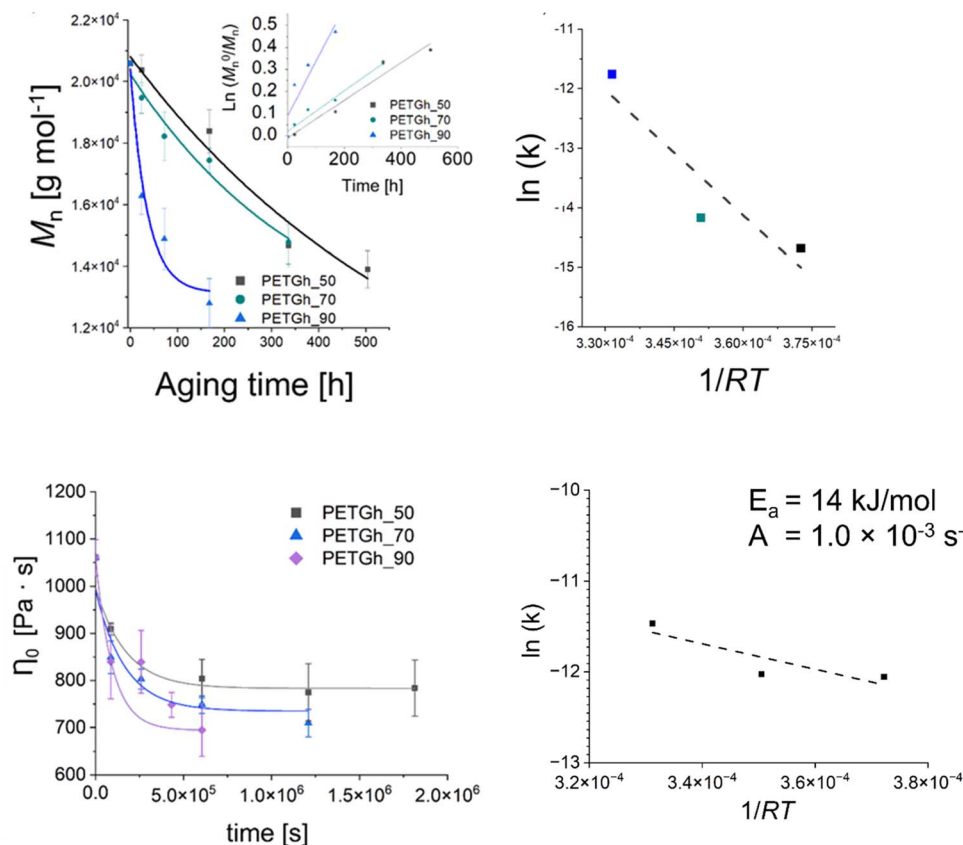 2.2×10⁴
2.0×10⁴
1.8×10⁴
1.6×10⁴
1.4×10⁴
1.2×10⁴
Mₙ [g mol⁻¹]
0 100 200 300 400 500
Aging time [h]
PETGh_50
PETGh_70
PETGh_90
0.5
0.4
0.3
0.2
0.1
0.0
Ln (Mₙ⁰/Mₙ)
PETGh_50
PETGh_70
PETGh_90
0 200 400 600
Time [h]
−10
−11
−12
−13
−14
−15
−16
ln (k)
3.30×10⁻⁴ 3.45×10⁻⁴ 3.60×10⁻⁴ 3.75×10⁻⁴
1/RT
1200
1100
1000
900
800
700
600
η₀ [Pa · s]
PETGh_50
PETGh_70
PETGh_90
0.0 5.0×10⁵ 1.0×10⁶ 1.5×10⁶ 2.0×10⁶
time [s]
−10
−11
−12
−13
ln (k)
Eₐ = 14 kJ/mol
A = 1.0 × 10⁻³ s⁻
3.2×10⁻⁴ 3.4×10⁻⁴ 3.6×10⁻⁴ 3.8×10⁻⁴
1/RT